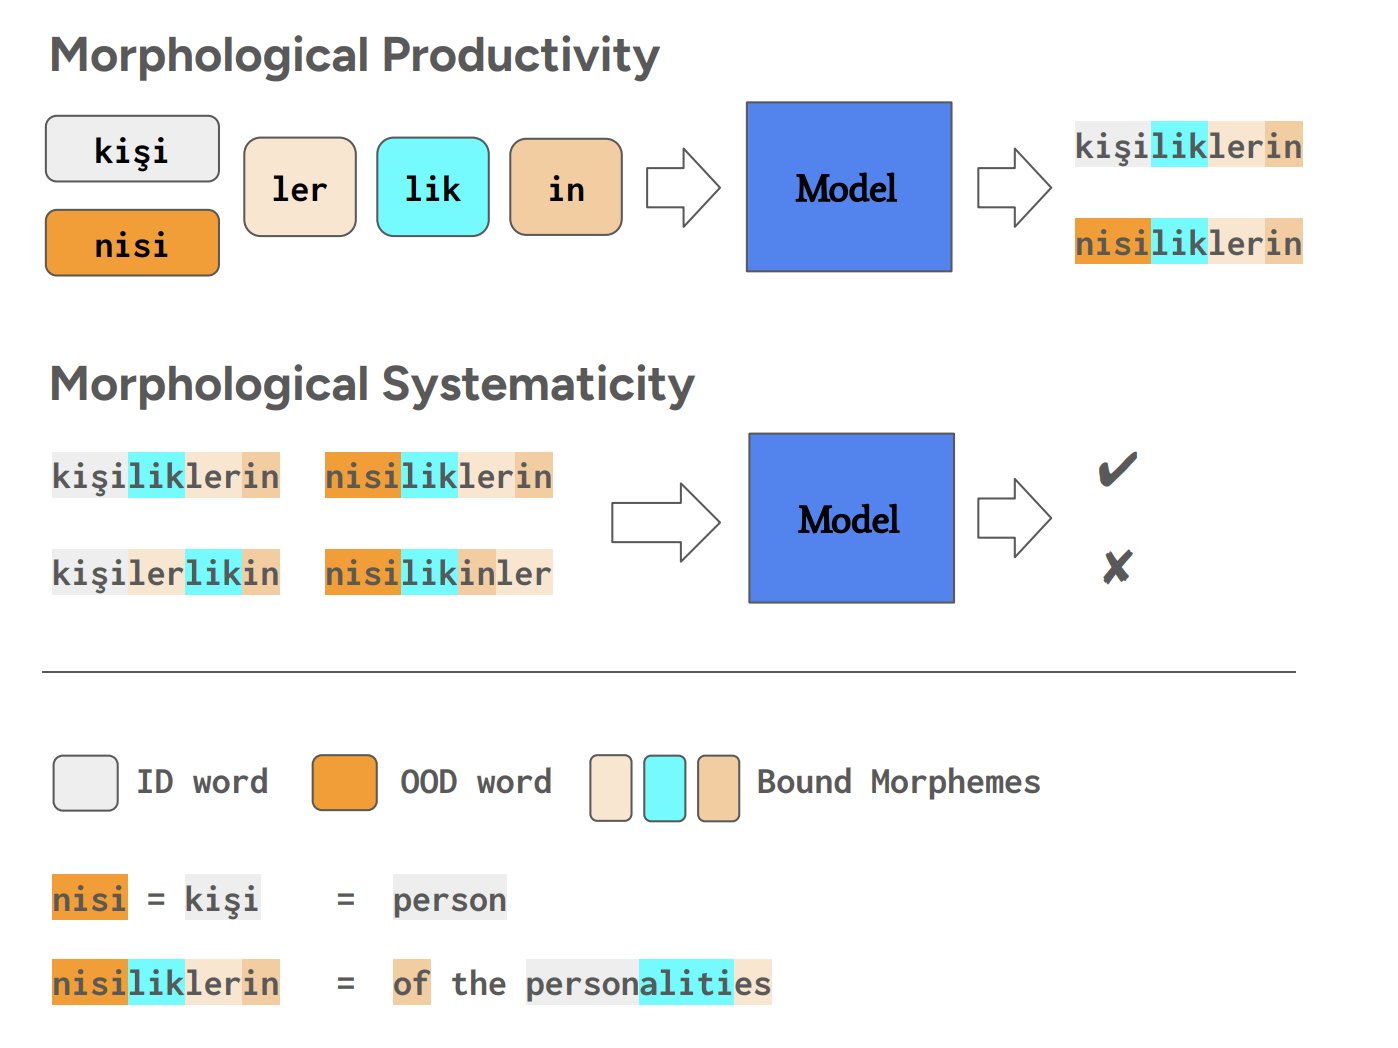 Morphological Productivity
kişi
nisi
ler lik in
Model
kişiliklerin
nisiliklerin
Morphological Systematicity
kişiliklerin nisiliklerin
kişilerlikin nisilikinler
Model
✔
✘
ID word OOD word Bound Morphemes
nisi = kişi = person
nisiliklerin = of the personalities